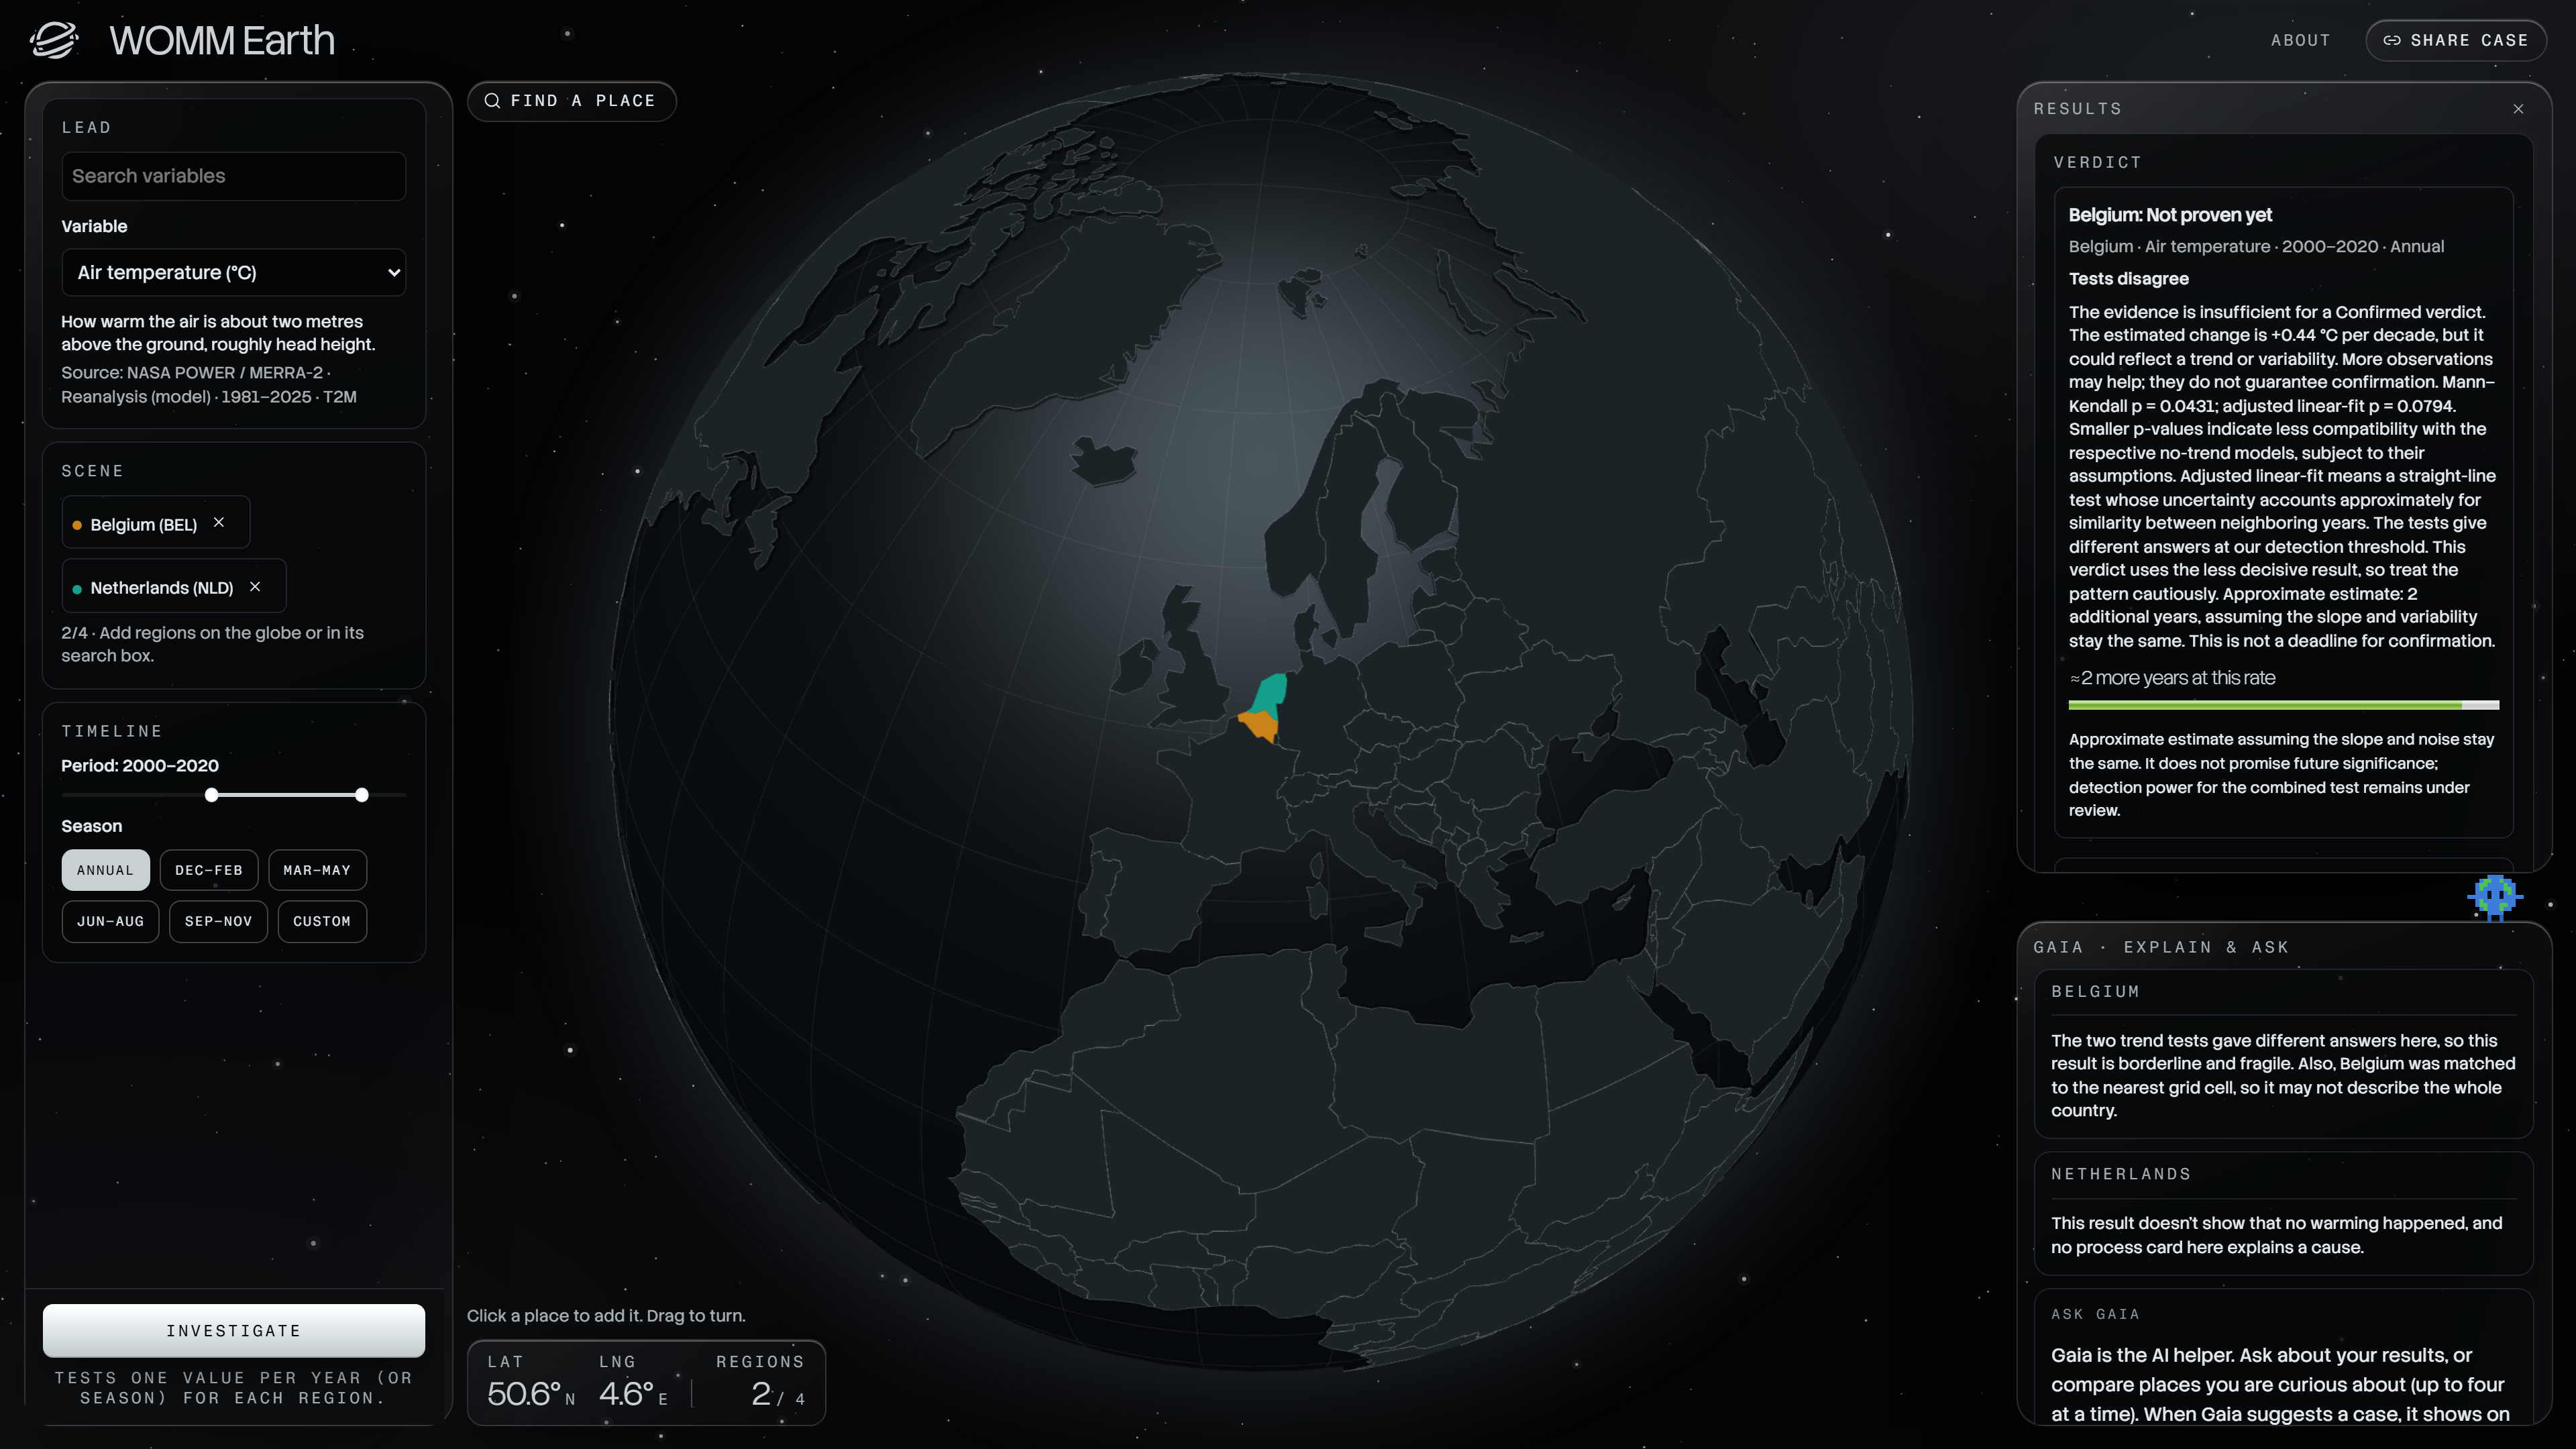 WOMM Earth
ABOUT
SHARE CASE
LEAD
Search variables
Variable
Air temperature (°C)
How warm the air is about two metres
above the ground, roughly head height.
Source: NASA POWER / MERRA-2 ·
Reanalysis (model) · 1981–2025 · T2M
SCENE
Belgium (BEL) ×
Netherlands (NLD) ×
2/4 · Add regions on the globe or in its
search box.
TIMELINE
Period: 2000–2020
Season
ANNUAL DEC–FEB MAR–MAY
JUN–AUG SEP–NOV CUSTOM
INVESTIGATE
TESTS ONE VALUE PER YEAR (OR
SEASON) FOR EACH REGION.
FIND A PLACE
Click a place to add it. Drag to turn.
LAT LNG REGIONS
50.6° N 4.6° E 2 / 4
RESULTS ×
VERDICT
Belgium: Not proven yet
Belgium · Air temperature · 2000–2020 · Annual
Tests disagree
The evidence is insufficient for a Confirmed verdict.
The estimated change is +0.44 °C per decade, but it
could reflect a trend or variability. More observations
may help; they do not guarantee confirmation. Mann–
Kendall p = 0.0431; adjusted linear-fit p = 0.0794.
Smaller p-values indicate less compatibility with the
respective no-trend models, subject to their
assumptions. Adjusted linear-fit means a straight-line
test whose uncertainty accounts approximately for
similarity between neighboring years. The tests give
different answers at our detection threshold. This
verdict uses the less decisive result, so treat the
pattern cautiously. Approximate estimate: 2
additional years, assuming the slope and variability
stay the same. This is not a deadline for confirmation.
≈2 more years at this rate
Approximate estimate assuming the slope and noise stay
the same. It does not promise future significance;
detection power for the combined test remains under
review.
GAIA · EXPLAIN & ASK
BELGIUM
The two trend tests gave different answers here, so this
result is borderline and fragile. Also, Belgium was matched
to the nearest grid cell, so it may not describe the whole
country.
NETHERLANDS
This result doesn't show that no warming happened, and
no process card here explains a cause.
ASK GAIA
Gaia is the AI helper. Ask about your results, or
compare places you are curious about (up to four
at a time). When Gaia suggests a case, it shows on